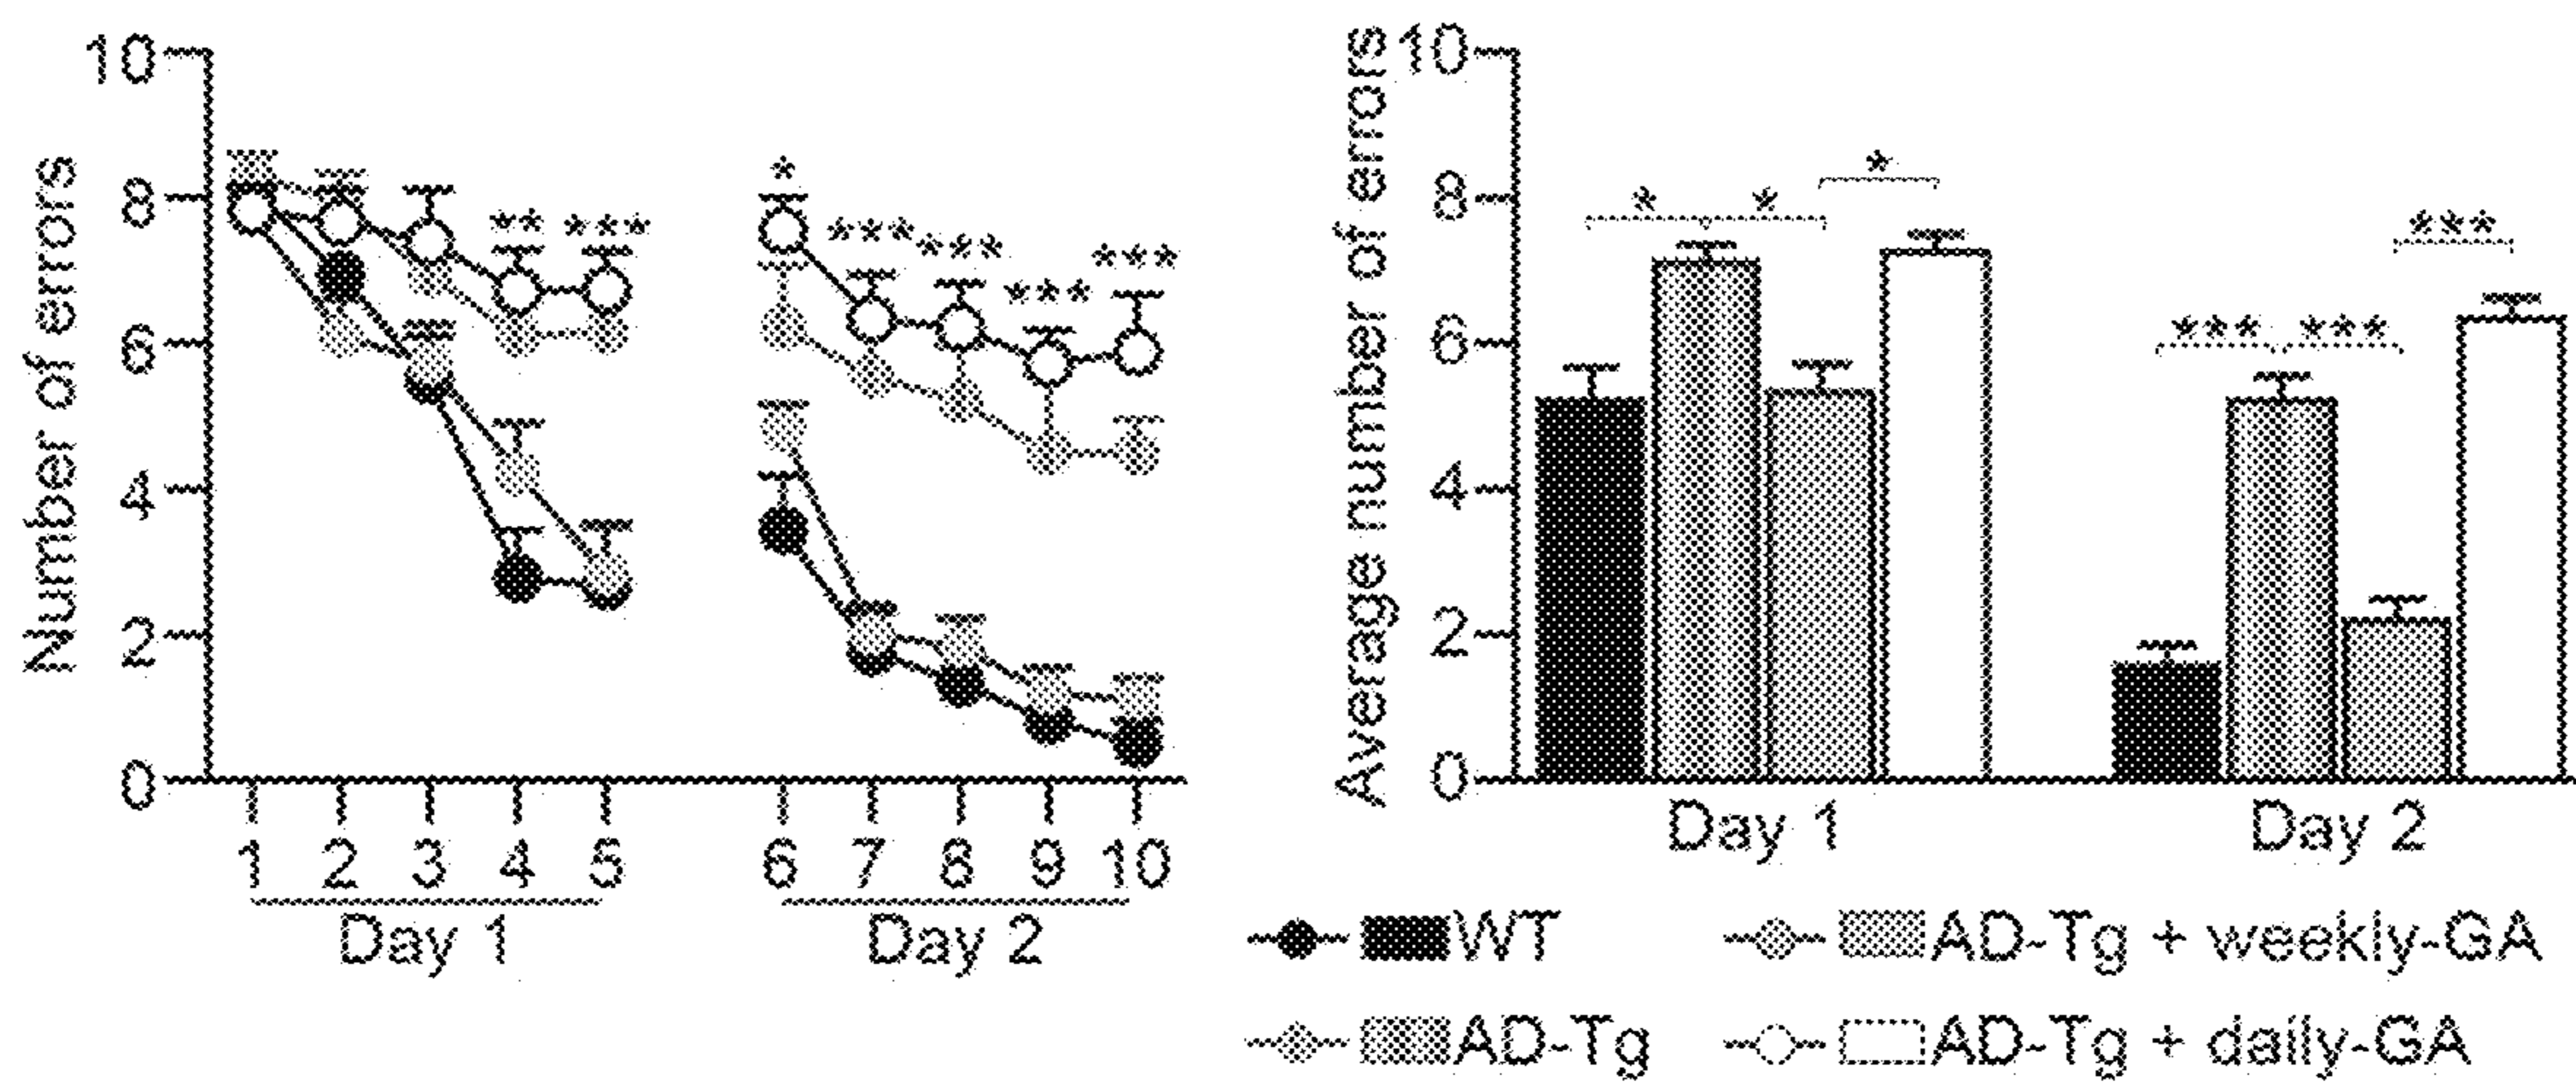 Number of errors
10
8
6
4
2
0
*
**
***
***
***
***
***
1 2 3 4 5 6 7 8 9 10
Day 1 Day 2
Average number of errors
10
8
6
4
2
0
* * *
*** *** ***
Day 1 Day 2
WT AD-Tg + weekly-GA
AD-Tg AD-Tg + daily-GA